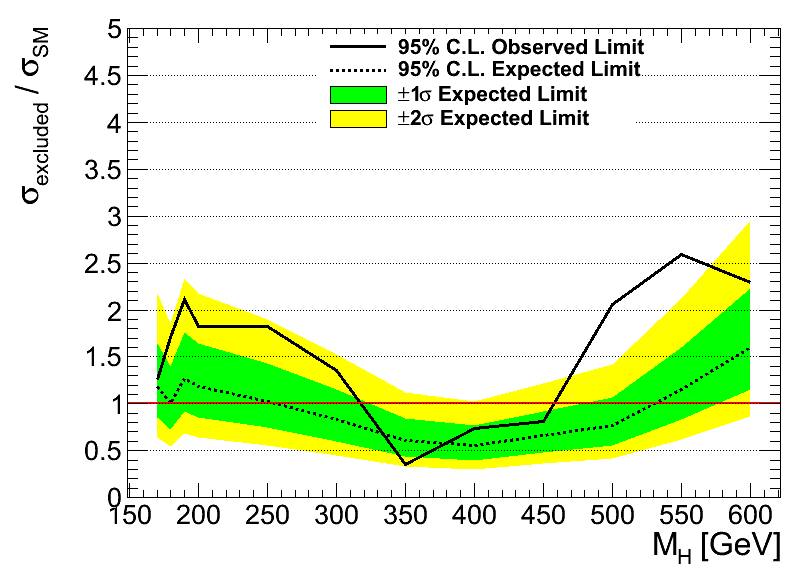 σexcluded / σSM
5
4.5
4
3.5
3
2.5
2
1.5
1
0.5
0
95% C.L. Observed Limit
95% C.L. Expected Limit
±1σ Expected Limit
±2σ Expected Limit
150 200 250 300 350 400 450 500 550 600
MH [GeV]